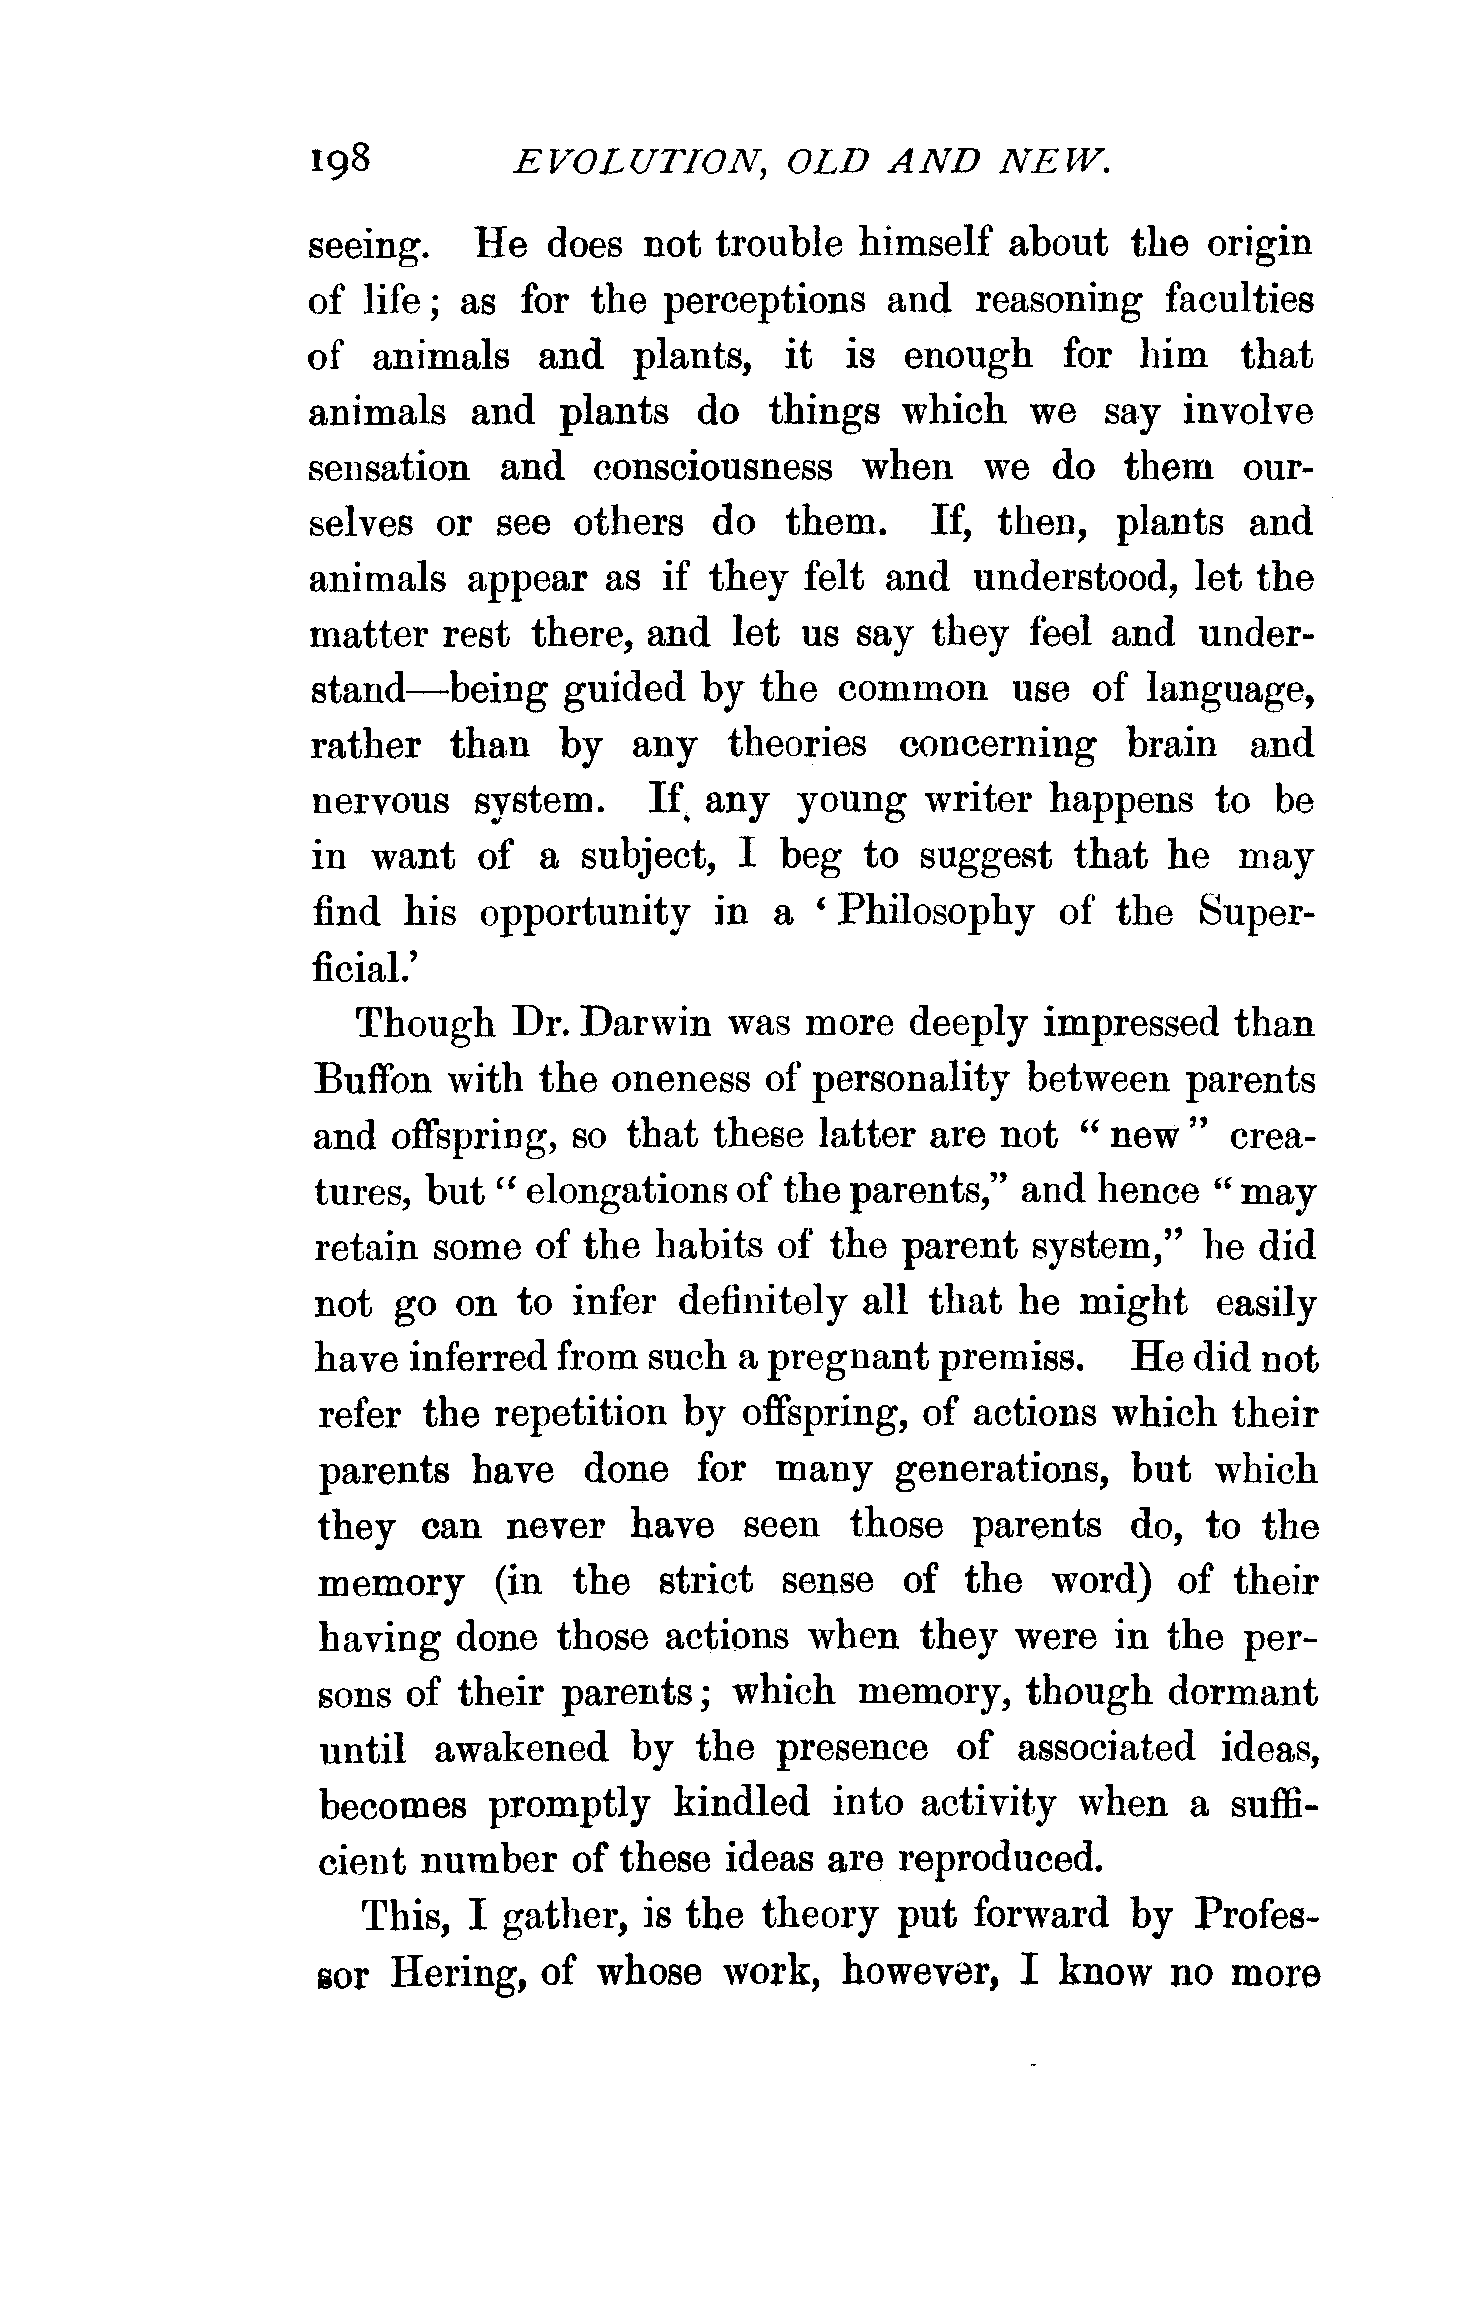 198 EVOLUTION, OLD AND NEW.
seeing. He does not trouble himself about the origin
of life; as for the perceptions and reasoning faculties
of animals and plants, it is enough for him that
animals and plants do things which we say involve
sensation and consciousness when we do them our-
selves or see others do them. If, then, plants and
animals appear as if they felt and understood, let the
matter rest there, and let us say they feel and under-
stand—being guided by the common use of language,
rather than by any theories concerning brain and
nervous system. If any young writer happens to be
in want of a subject, I beg to suggest that he may
find his opportunity in a ‘Philosophy of the Super-
ficial.’
Though Dr. Darwin was more deeply impressed than
Buffon with the oneness of personality between parents
and offspring, so that these latter are not “new” crea-
tures, but “elongations of the parents,” and hence “may
retain some of the habits of the parent system,” he did
not go on to infer definitely all that he might easily
have inferred from such a pregnant premiss. He did not
refer the repetition by offspring, of actions which their
parents have done for many generations, but which
they can never have seen those parents do, to the
memory (in the strict sense of the word) of their
having done those actions when they were in the per-
sons of their parents; which memory, though dormant
until awakened by the presence of associated ideas,
becomes promptly kindled into activity when a suffi-
cient number of these ideas are reproduced.
This, I gather, is the theory put forward by Profes-
sor Hering, of whose work, however, I know no more